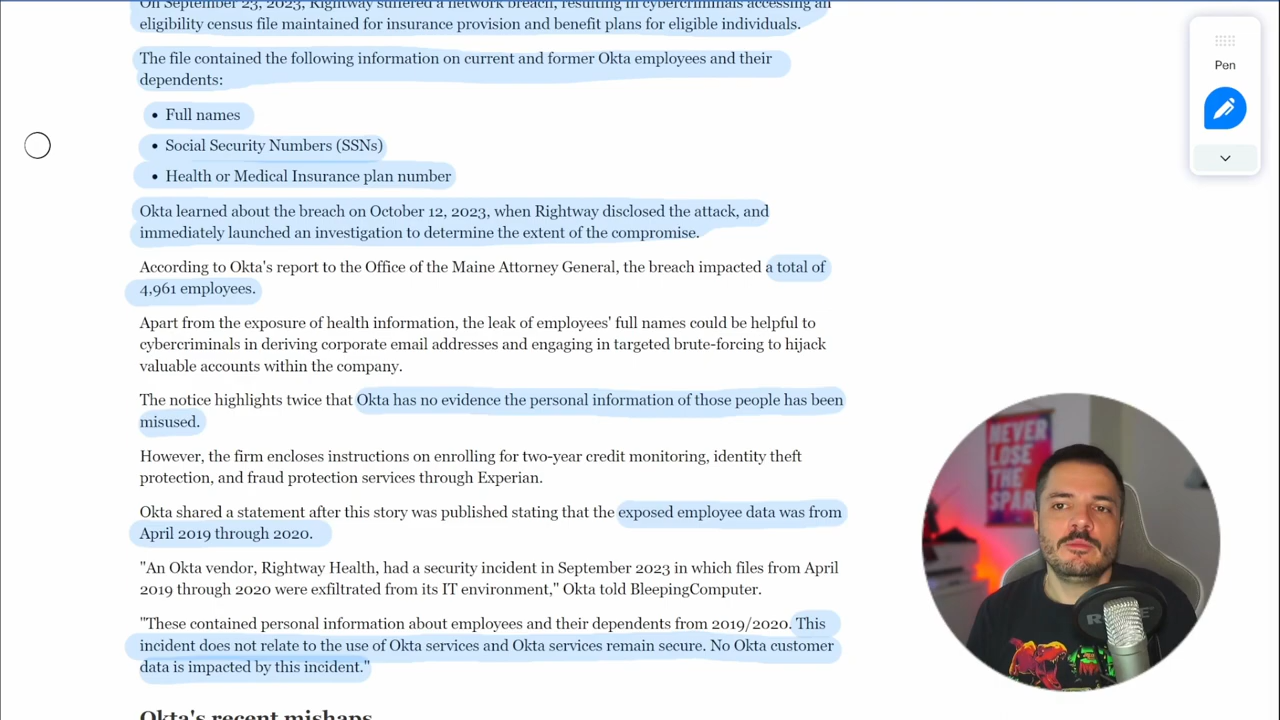 On September 23, 2023, Rightway suffered a network breach, resulting in cybercriminals accessing an
eligibility census file maintained for insurance provision and benefit plans for eligible individuals.
The file contained the following information on current and former Okta employees and their
dependents:
• Full names
• Social Security Numbers (SSNs)
• Health or Medical Insurance plan number
Okta learned about the breach on October 12, 2023, when Rightway disclosed the attack, and
immediately launched an investigation to determine the extent of the compromise.
According to Okta's report to the Office of the Maine Attorney General, the breach impacted a total of
4,961 employees.
Apart from the exposure of health information, the leak of employees' full names could be helpful to
cybercriminals in deriving corporate email addresses and engaging in targeted brute-forcing to hijack
valuable accounts within the company.
The notice highlights twice that Okta has no evidence the personal information of those people has been
misused.
However, the firm encloses instructions on enrolling for two-year credit monitoring, identity theft
protection, and fraud protection services through Experian.
Okta shared a statement after this story was published stating that the exposed employee data was from
April 2019 through 2020.
"An Okta vendor, Rightway Health, had a security incident in September 2023 in which files from April
2019 through 2020 were exfiltrated from its IT environment," Okta told BleepingComputer.
"These contained personal information about employees and their dependents from 2019/2020. This
incident does not relate to the use of Okta services and Okta services remain secure. No Okta customer
data is impacted by this incident."
Okta's recent mishaps
Pen
NEVER
LOSE
THE